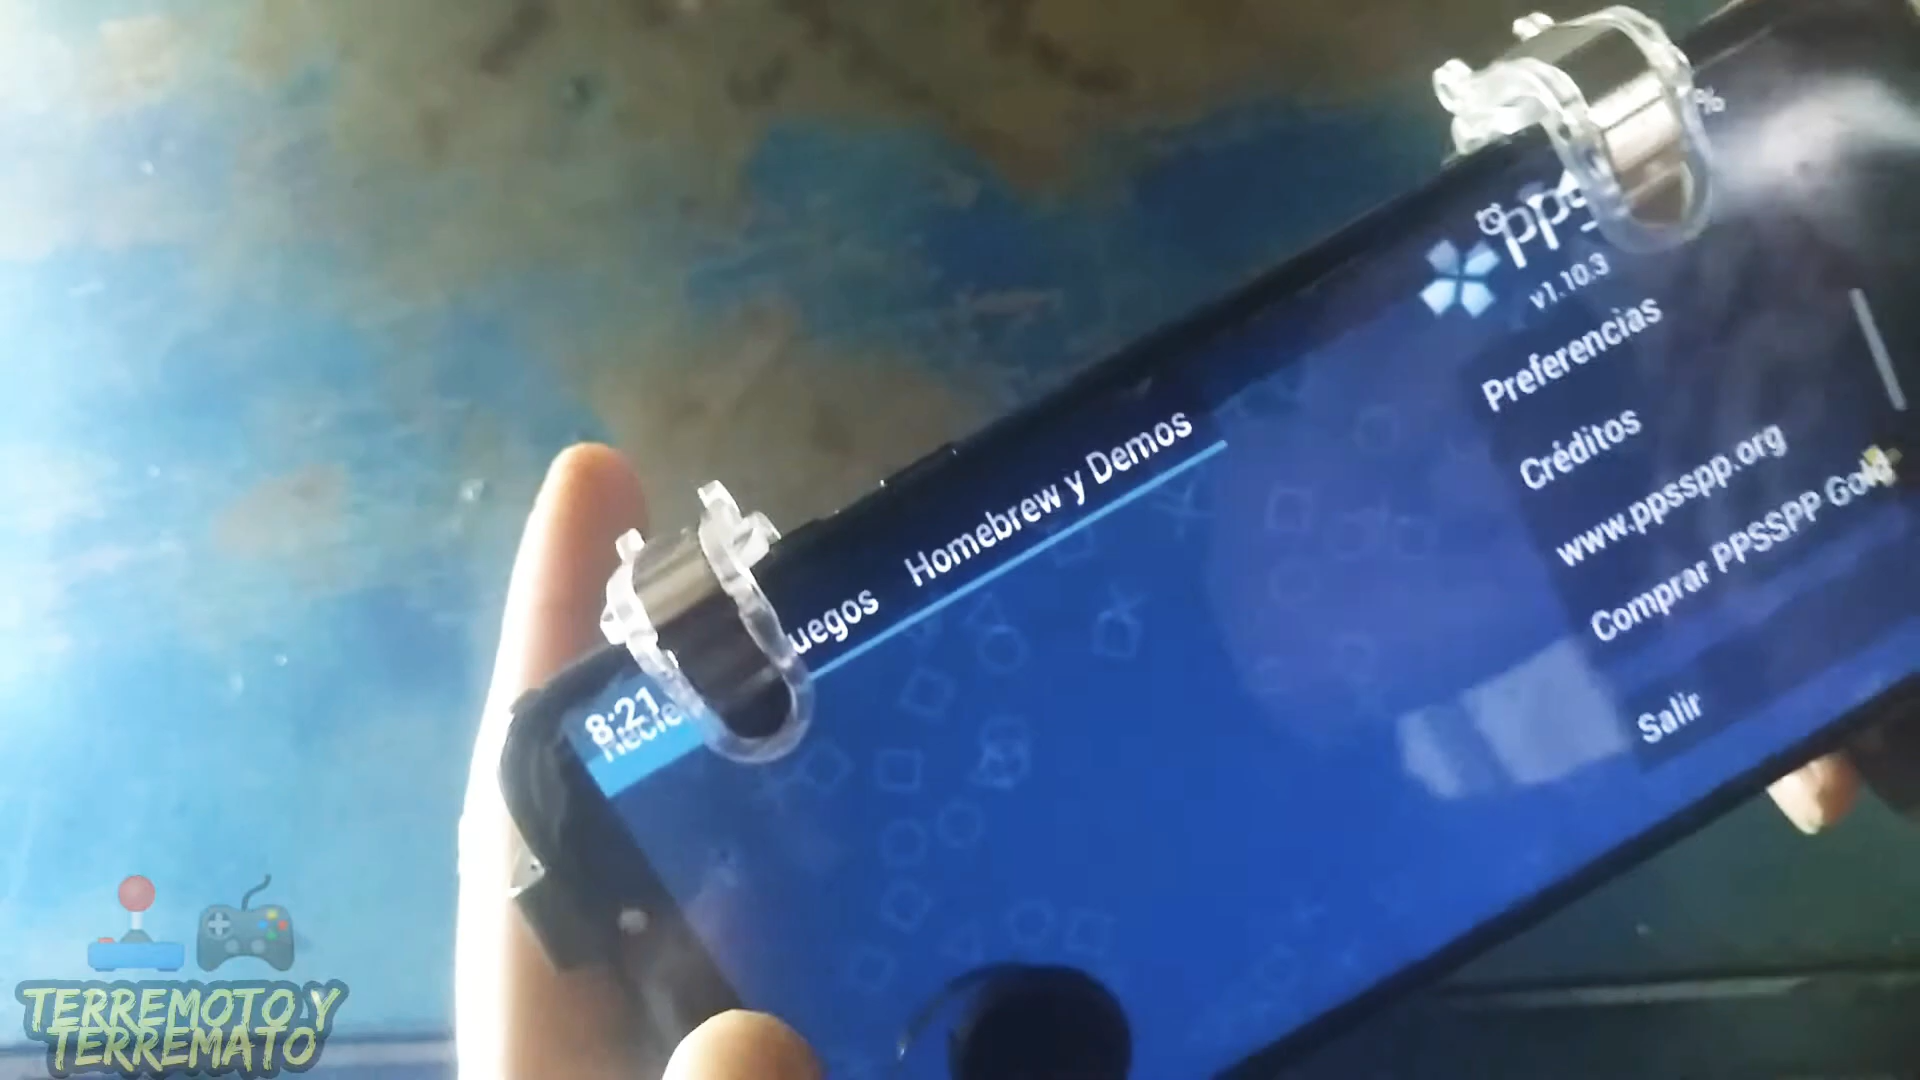 8:21
uegos
Homebrew y Demos
%
v1.10.3
Preferencias
Créditos
www.ppsspp.org
Comprar PPSSPP Gold
Salir
TERREMOTO Y
TERREMATO